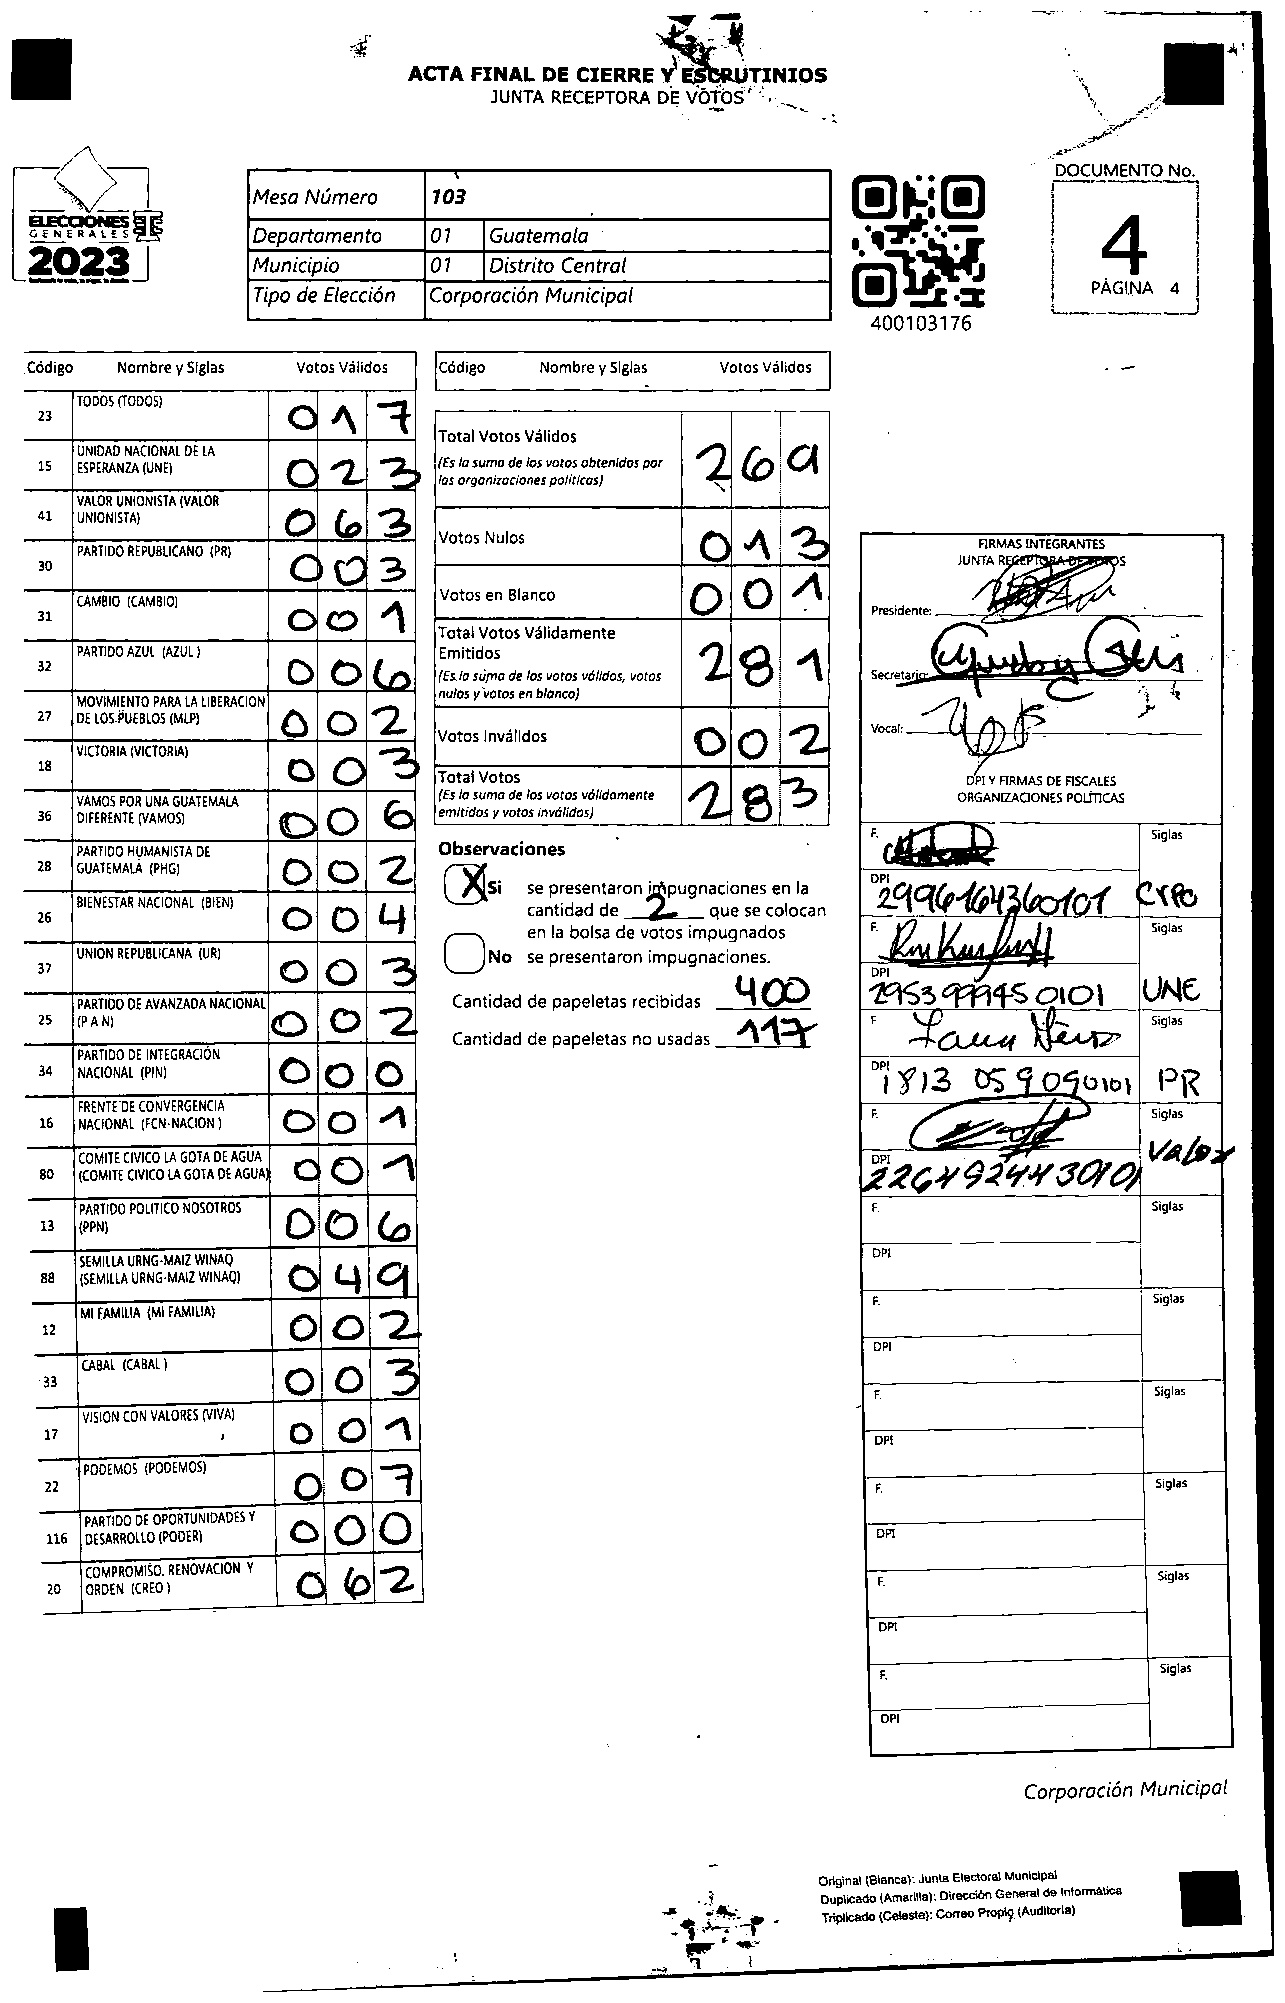 ACTA FINAL DE CIERRE Y ESCRUTINIOS
JUNTA RECEPTORA DE VOTOS
ELECCIONES
GENERALES
2023
Mesa Número 103
Departamento 01 Guatemala
Municipio 01 Distrito Central
Tipo de Elección Corporación Municipal
400103176
DOCUMENTO No.
4
PÁGINA 4
Código Nombre y Siglas Votos Válidos
23 TODOS (TODOS) 017
15 UNIDAD NACIONAL DE LA ESPERANZA (UNE) 023
41 VALOR UNIONISTA (VALOR UNIONISTA) 063
30 PARTIDO REPUBLICANO (PR) 003
31 CAMBIO (CAMBIO) 001
32 PARTIDO AZUL (AZUL) 006
27 MOVIMIENTO PARA LA LIBERACION DE LOS PUEBLOS (MLP) 002
18 VICTORIA (VICTORIA) 003
36 VAMOS POR UNA GUATEMALA DIFERENTE (VAMOS) 006
28 PARTIDO HUMANISTA DE GUATEMALA (PHG) 002
26 BIENESTAR NACIONAL (BIEN) 004
37 UNION REPUBLICANA (UR) 003
25 PARTIDO DE AVANZADA NACIONAL (P A N) 002
34 PARTIDO DE INTEGRACIÓN NACIONAL (PIN) 000
16 FRENTE DE CONVERGENCIA NACIONAL (FCN-NACION) 001
80 COMITE CIVICO LA GOTA DE AGUA (COMITE CIVICO LA GOTA DE AGUA) 001
13 PARTIDO POLITICO NOSOTROS (PPN) 006
88 SEMILLA URNG-MAIZ WINAQ (SEMILLA URNG-MAIZ WINAQ) 049
12 MI FAMILIA (MI FAMILIA) 002
33 CABAL (CABAL) 003
17 VISION CON VALORES (VIVA) 001
22 PODEMOS (PODEMOS) 007
116 PARTIDO DE OPORTUNIDADES Y DESARROLLO (PODER) 000
20 COMPROMISO, RENOVACION Y ORDEN (CREO) 062
Código Nombre y Siglas Votos Válidos
Total Votos Válidos 269
(Es la suma de los votos obtenidos por
las organizaciones políticas)
Votos Nulos 013
Votos en Blanco 001
Total Votos Válidamente
Emitidos 281
(Es la suma de los votos válidos, votos
nulos y votos en blanco)
Votos Inválidos 002
Total Votos 283
(Es la suma de los votos válidamente
emitidos y votos inválidos)
Observaciones
X Si se presentaron impugnaciones en la
cantidad de 2 que se colocan
en la bolsa de votos impugnados
No se presentaron impugnaciones.
Cantidad de papeletas recibidas 400
Cantidad de papeletas no usadas 117
FIRMAS INTEGRANTES
JUNTA RECEPTORA DE VOTOS
Presidente:
Secretario:
Vocal:
DPI Y FIRMAS DE FISCALES
ORGANIZACIONES POLÍTICAS
F. Siglas
DPI
2996164360101
F. Siglas
DPI
2953999450101 UNE
F. Siglas
DPI
1813 059090101 PR
F. Siglas
DPI Valor
2264924430101
F. Siglas
DPI
F. Siglas
DPI
F. Siglas
DPI
F. Siglas
DPI
F. Siglas
DPI
F. Siglas
DPI
Corporación Municipal
Original (Blanca): Junta Electoral Municipal
Duplicado (Amarilla): Dirección General de Informática
Triplicado (Celeste): Correo Propio (Auditoría)